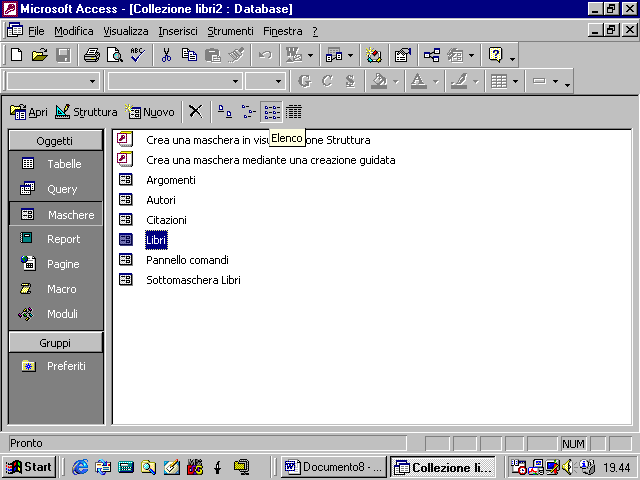 Microsoft Access - [Collezione libri2 : Database]
File Modifica Visualizza Inserisci Strumenti Finestra ?
G C S
Apri Struttura Nuovo
Elenco
Oggetti
Tabelle
Query
Maschere
Report
Pagine
Macro
Moduli
Gruppi
Preferiti
Crea una maschera in visu one Struttura
Crea una maschera mediante una creazione guidata
Argomenti
Autori
Citazioni
Libri
Pannello comandi
Sottomaschera Libri
Pronto
NUM
Start
Documento8 - ...
Collezione li...
19.44